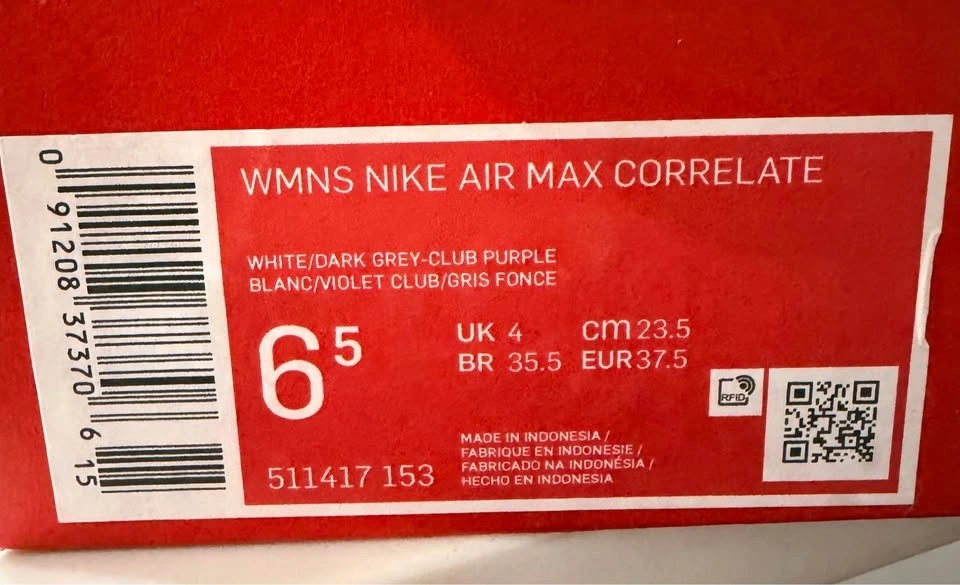 WMNS NIKE AIR MAX CORRELATE
WHITE/DARK GREY-CLUB PURPLE
BLANC/VIOLET CLUB/GRIS FONCE
6 5
UK 4 cm 23.5
BR 35.5 EUR 37.5
RFID
MADE IN INDONESIA /
FABRIQUE EN INDONESIE /
FABRICADO NA INDONÉSIA /
HECHO EN INDONESIA
511417 153
0 91208 37370 6 15